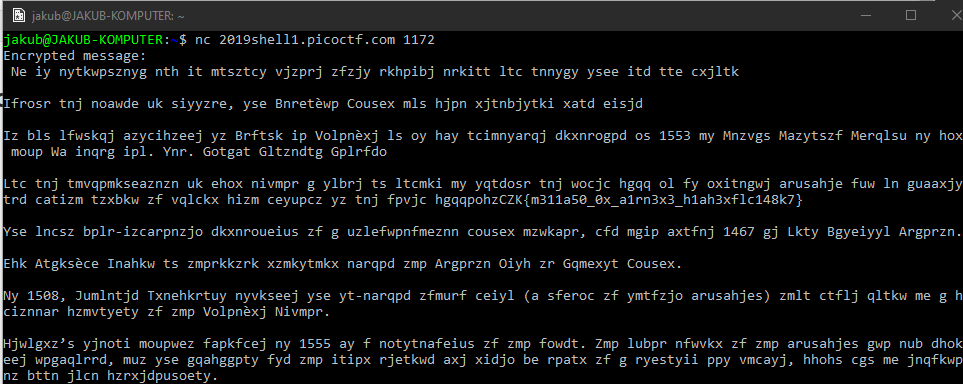 jakub@JAKUB-KOMPUTER: ~
jakub@JAKUB-KOMPUTER:~$ nc 2019shell1.picoctf.com 1172
Encrypted message:
Ne iy nytkwpsznyg nth it mtsztcy vjzprj zfzjy rkhpibj nrkitt ltc tnnygy ysee itd tte cxjltk
Ifrosr tnj noawde uk siyyzre, yse Bnretèwp Cousex mls hjpn xjtnbjytki xatd eisjd
Iz bls lfwskqj azycihzeej yz Brftsk ip Volpnèxj ls oy hay tcimnyarqj dkxnrogpd os 1553 my Mnzvgs Mazytszf Merqlsu ny hox
moup Wa inqrg ipl. Ynr. Gotgat Gltzndtg Gplrfdo
Ltc tnj tmvqpmkseaznzn uk ehox nivmpr g ylbrj ts ltcmki my yqtdosr tnj wocjc hgqq ol fy oxitngwj arusahje fuw ln guaaxjy
trd catizm tzxbkw zf vqlckx hizm ceyupcz yz tnj fpvjc hgqqpohzCZK{m311a50_0x_a1rn3x3_h1ah3xflc148k7}
Yse lncsz bplr-izcarpnzjo dkxnroueius zf g uzlefwpnfmeznn cousex mzwkapr, cfd mgip axtfnj 1467 gj Lkty Bgyeiyyl Argprzn.
Ehk Atgksèce Inahkw ts zmprkkzrk xzmkytmkx narqpd zmp Argprzn Oiyh zr Gqmexyt Cousex.
Ny 1508, Jumlntjd Txnehkrtuy nyvkseej yse yt-narqpd zfmurf ceiyl (a sferoc zf ymtfzjo arusahjes) zmlt ctflj qltkw me g h
ciznnar hzmvtyety zf zmp Volpnèxj Nivmpr.
Hjwlgxz’s yjnoti moupwez fapkfcej ny 1555 ay f notytnafeius zf zmp fowdt. Zmp lubpr nfwvkx zf zmp arusahjes gwp nub dhok
eej wpgaqlrrd, muz yse gqahggpty fyd zmp itipx rjetkwd axj xidjo be rpatx zf g ryestyii ppy vmcayj, hhohs cgs me jnqfkwp
nz bttn jlcn hzrxjdpusoety.